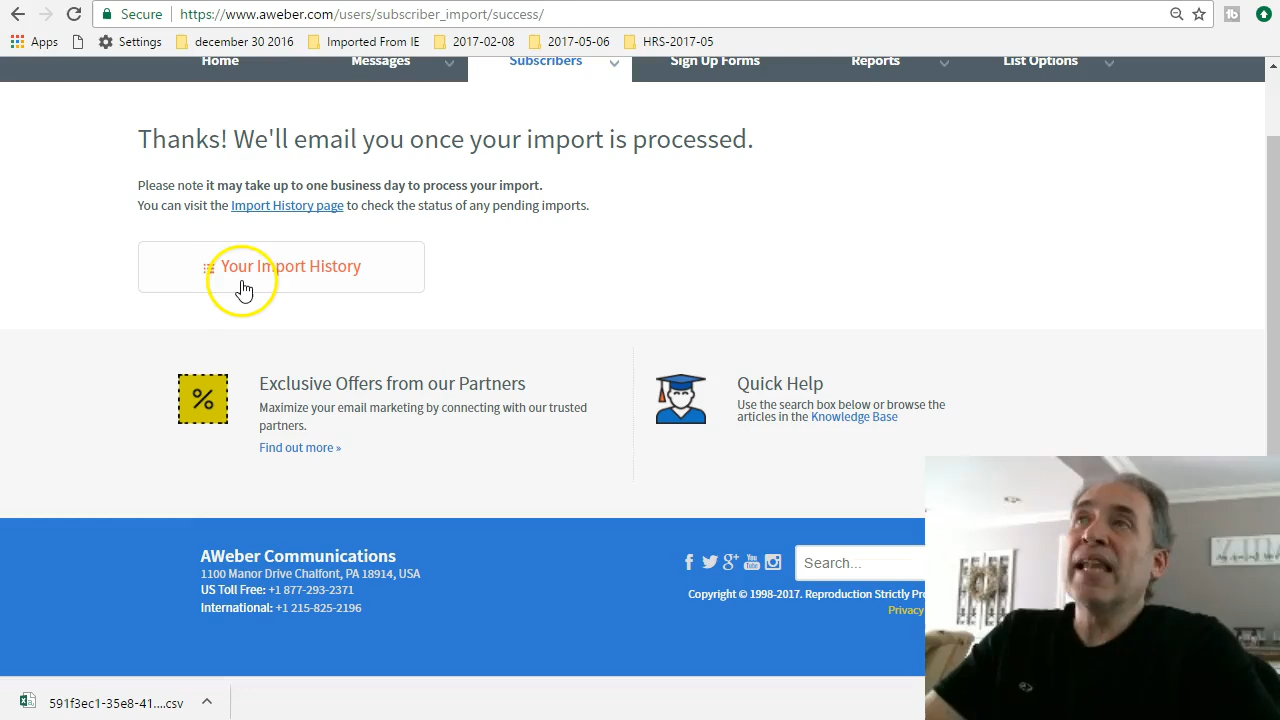 Secure
https://www.aweber.com/users/subscriber_import/success/
Apps
Settings
december 30 2016
Imported From IE
2017-02-08
2017-05-06
HRS-2017-05
Home
Messages
Subscribers
Sign Up Forms
Reports
List Options
Thanks! We'll email you once your import is processed.
Please note it may take up to one business day to process your import.
You can visit the Import History page to check the status of any pending imports.
Your Import History
%
Exclusive Offers from our Partners
Maximize your email marketing by connecting with our trusted
partners.
Find out more »
Quick Help
Use the search box below or browse the
articles in the Knowledge Base
AWeber Communications
1100 Manor Drive Chalfont, PA 18914, USA
US Toll Free: +1 877-293-2371
International: +1 215-825-2196
f
g+
You
Tube
Search...
Copyright © 1998-2017. Reproduction Strictly Pr
Privacy
591f3ec1-35e8-41....csv